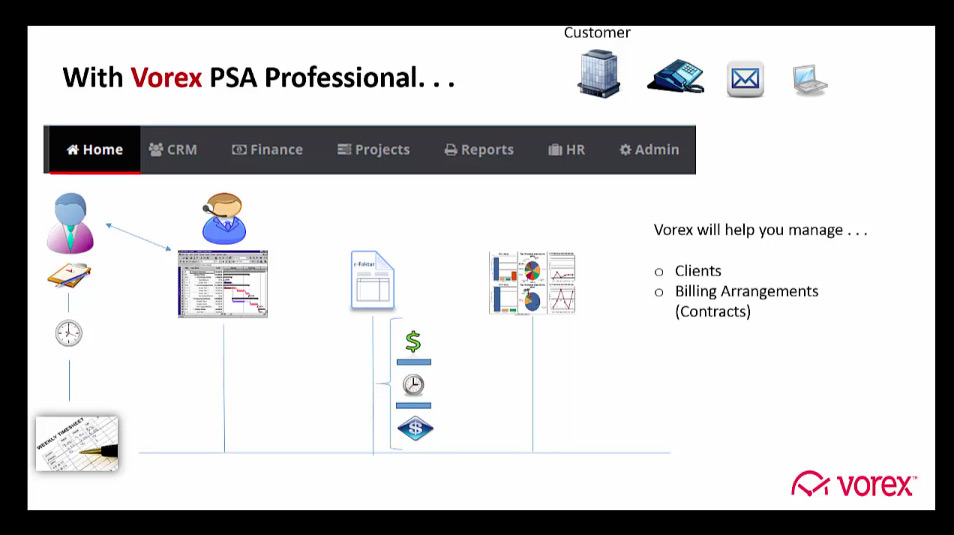 Customer
With Vorex PSA Professional. . .
Home CRM Finance Projects Reports HR Admin
Vorex will help you manage . . .
o Clients
o Billing Arrangements
(Contracts)
e-Faktur
$
$
WEEKLY TIMESHEET
vorex™